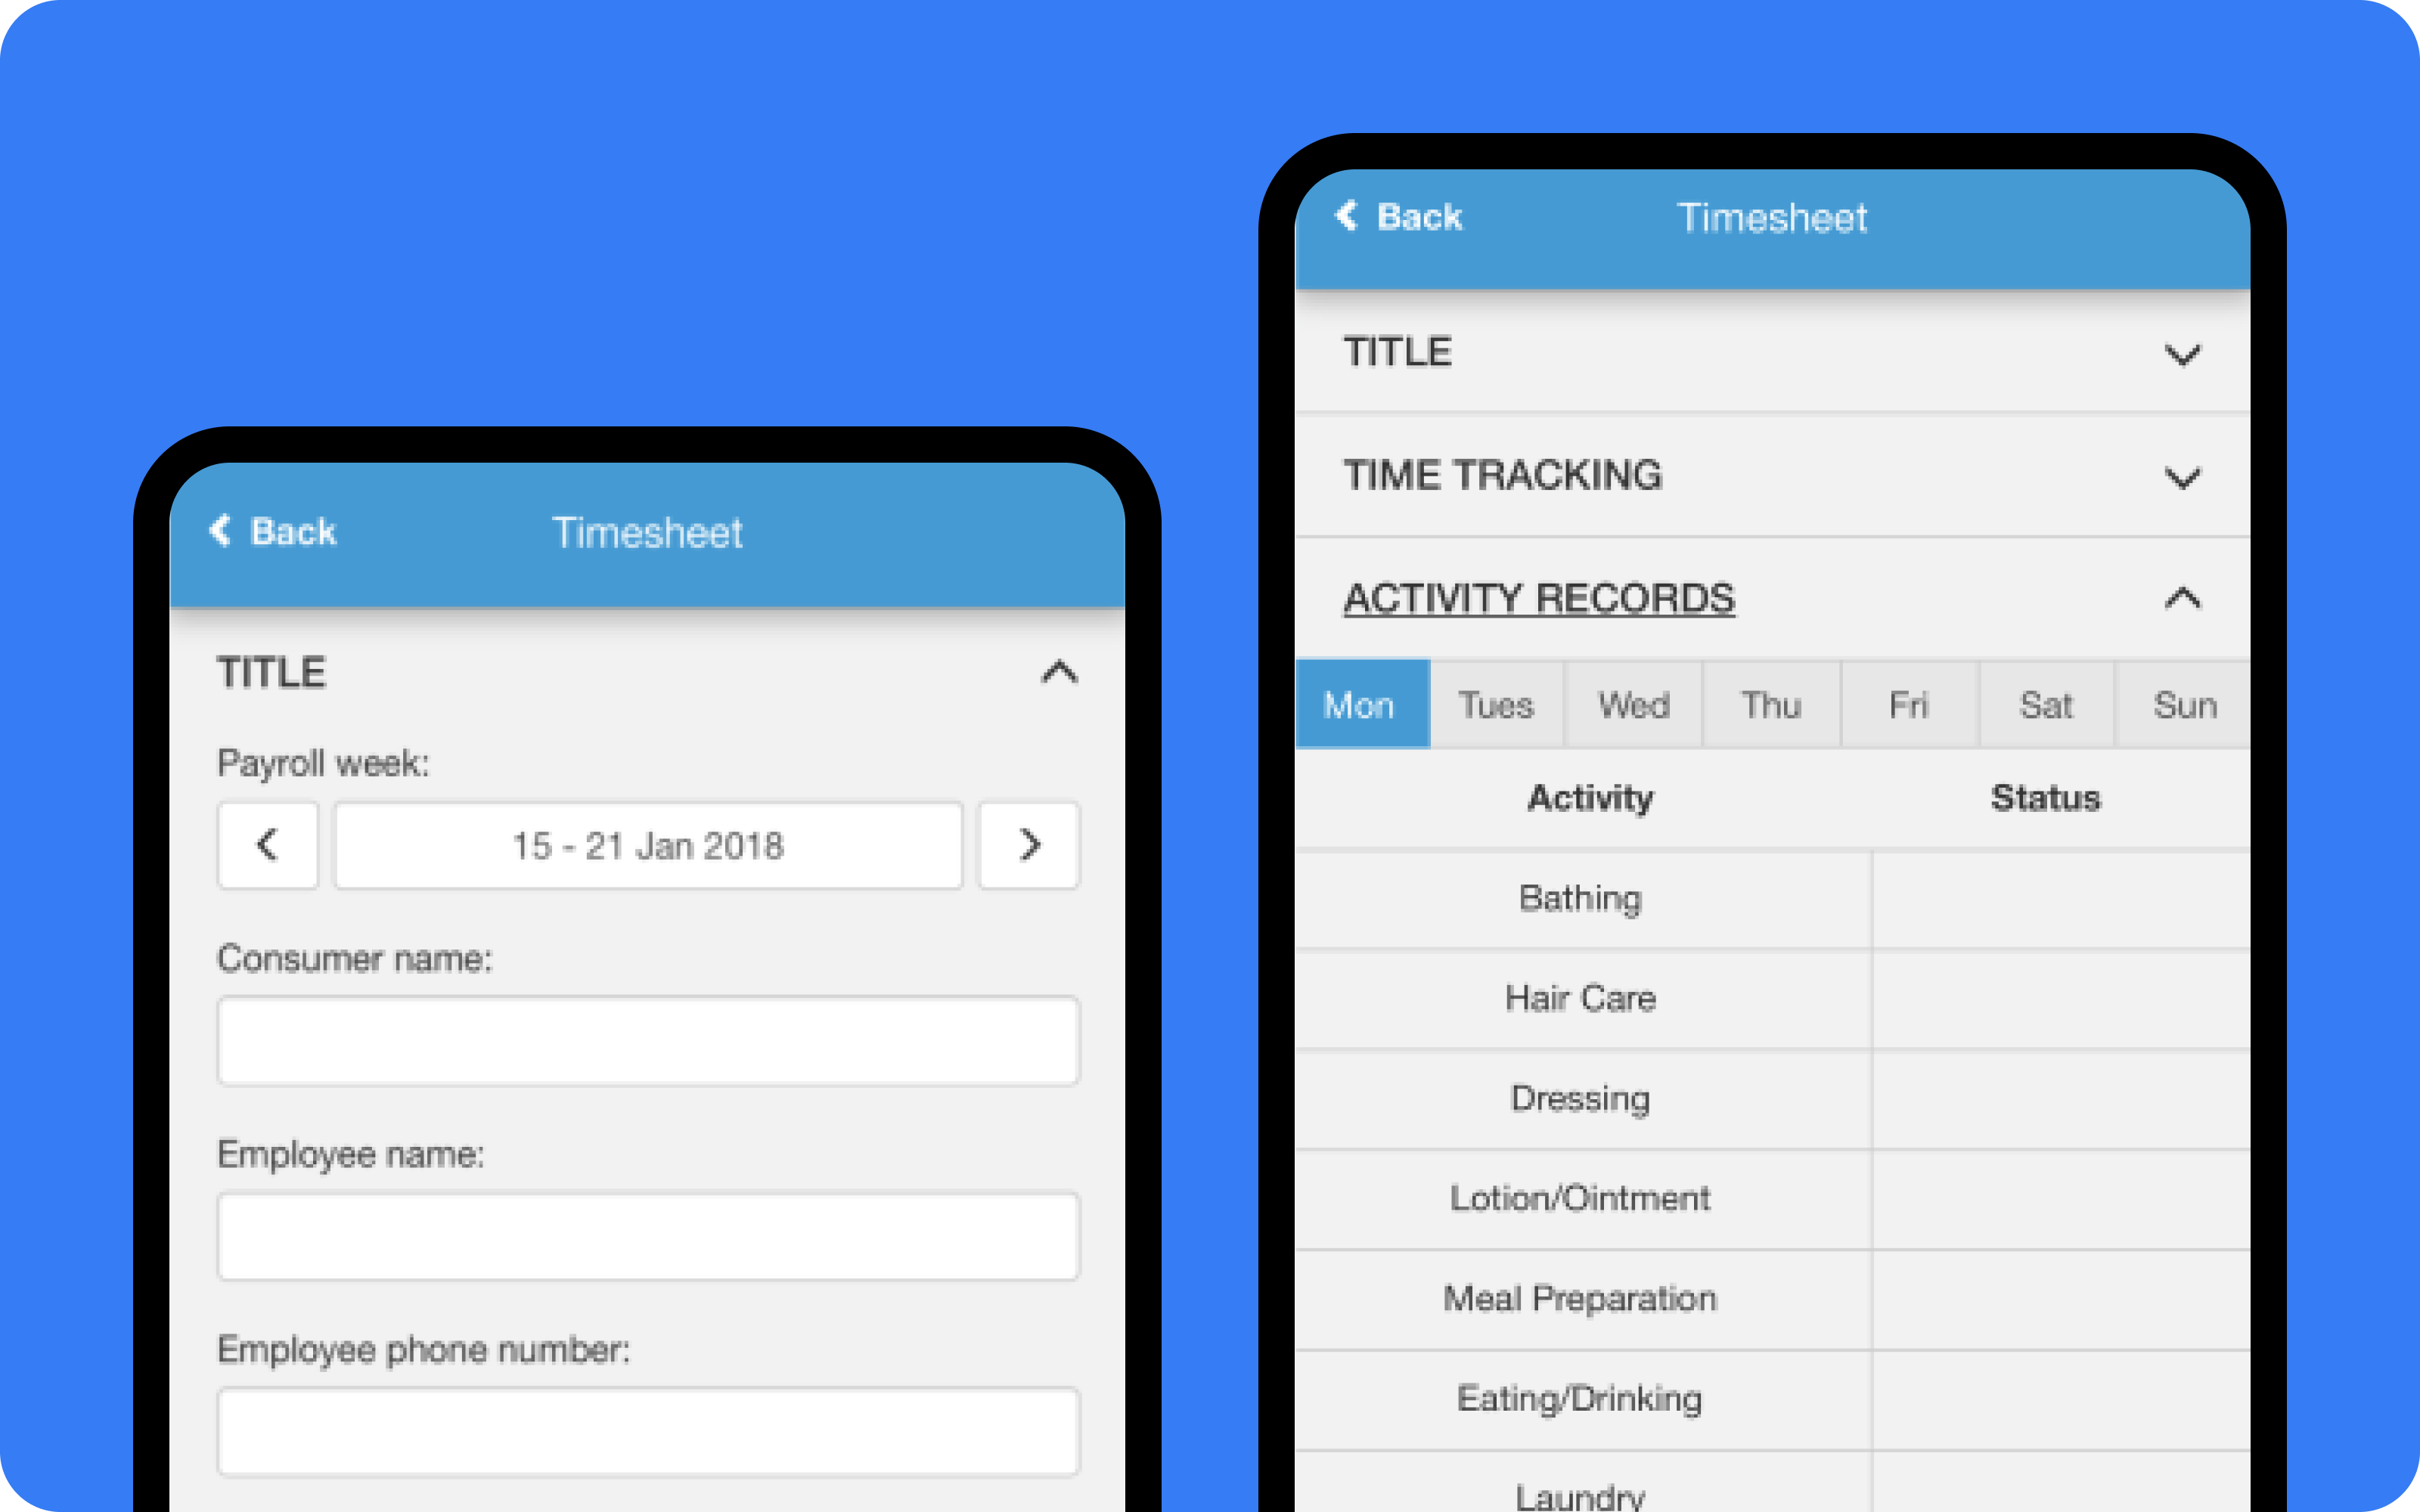 Back Timesheet
TITLE
Payroll week:
15 - 21 Jan 2018
Consumer name:
Employee name:
Employee phone number:
Back Timesheet
TITLE
TIME TRACKING
ACTIVITY RECORDS
Mon Tues Wed Thu Fri Sat Sun
Activity Status
Bathing
Hair Care
Dressing
Lotion/Ointment
Meal Preparation
Eating/Drinking
Laundry